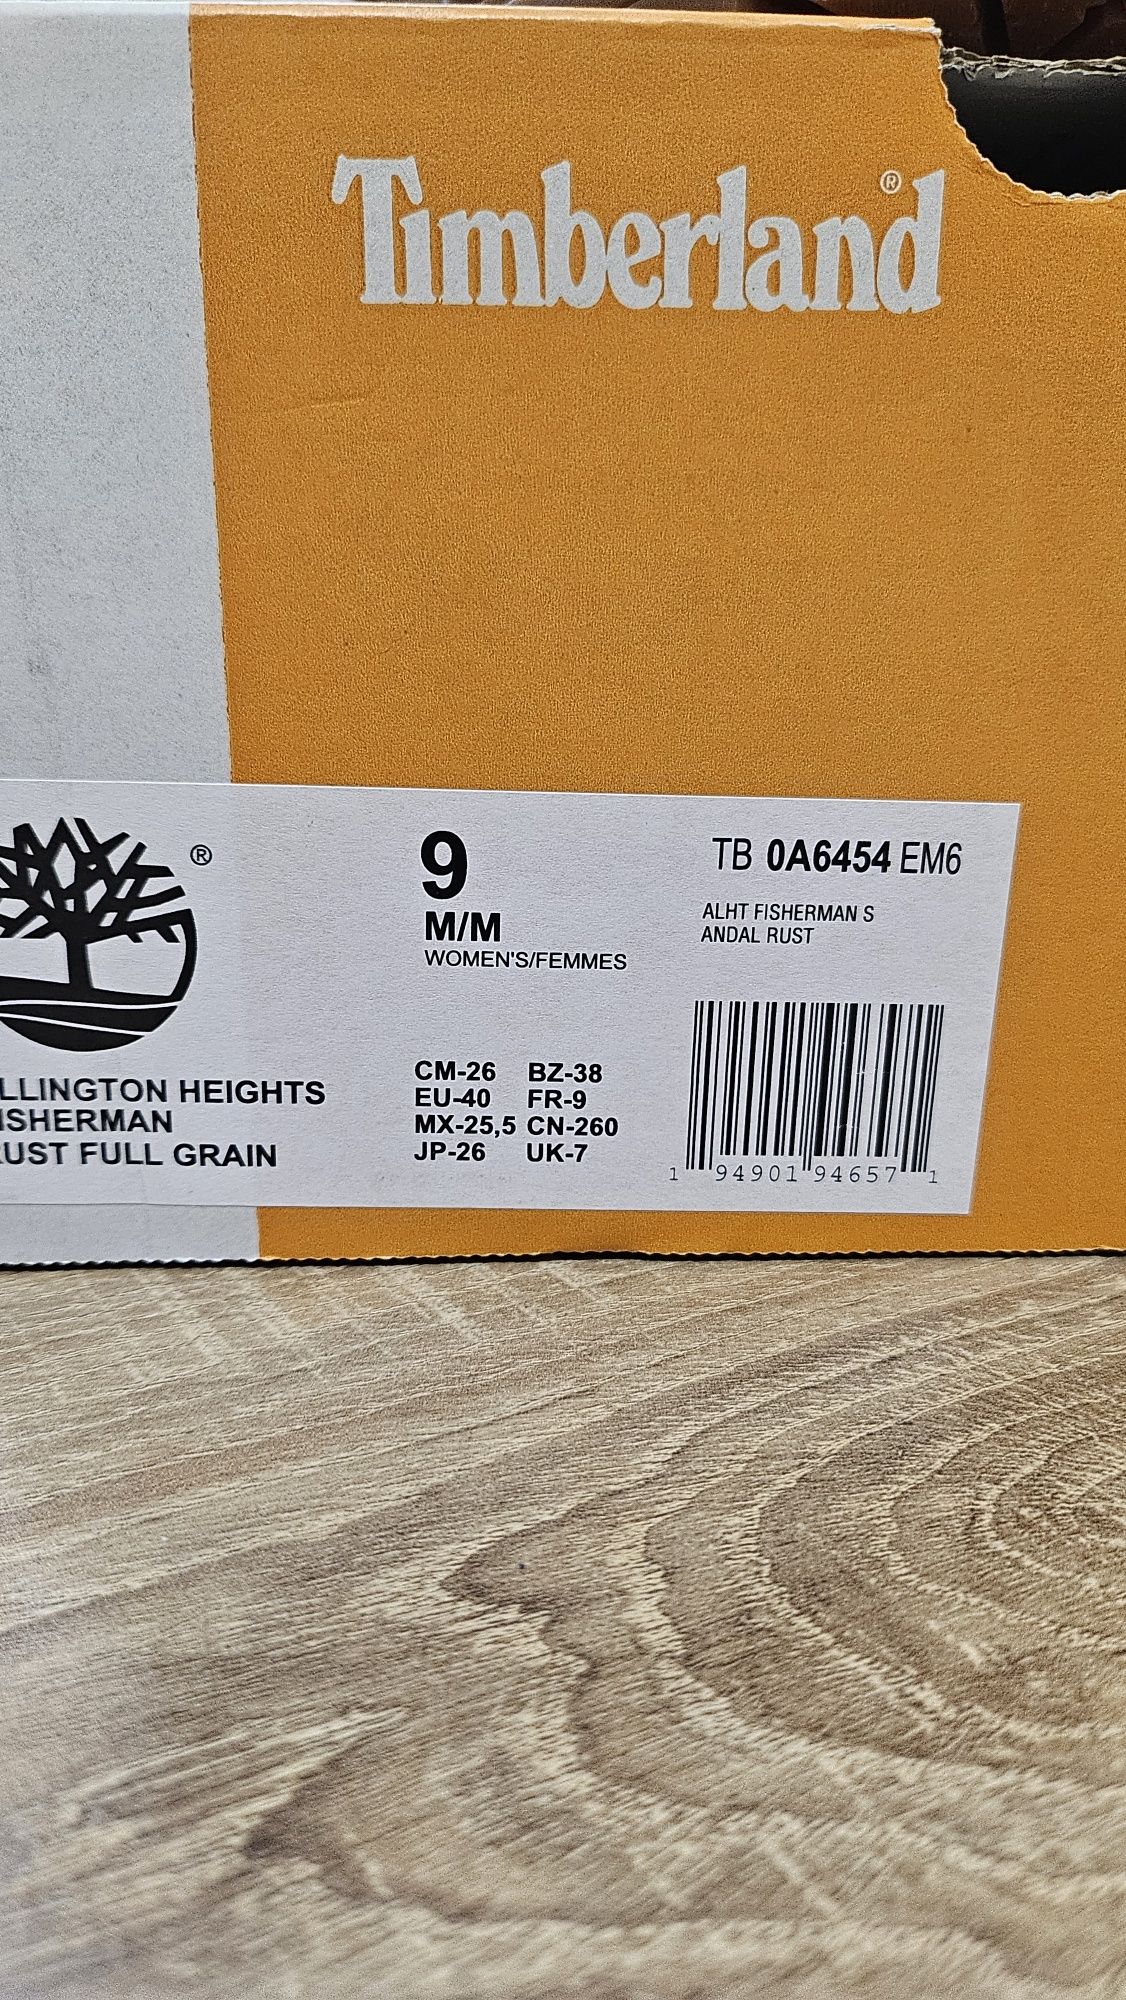 Timberland®
®
LLINGTON HEIGHTS
ISHERMAN
UST FULL GRAIN
9
M/M
WOMEN'S/FEMMES
CM-26 BZ-38
EU-40 FR-9
MX-25,5 CN-260
JP-26 UK-7
TB 0A6454 EM6
ALHT FISHERMAN S
ANDAL RUST
1 94901 94657 1